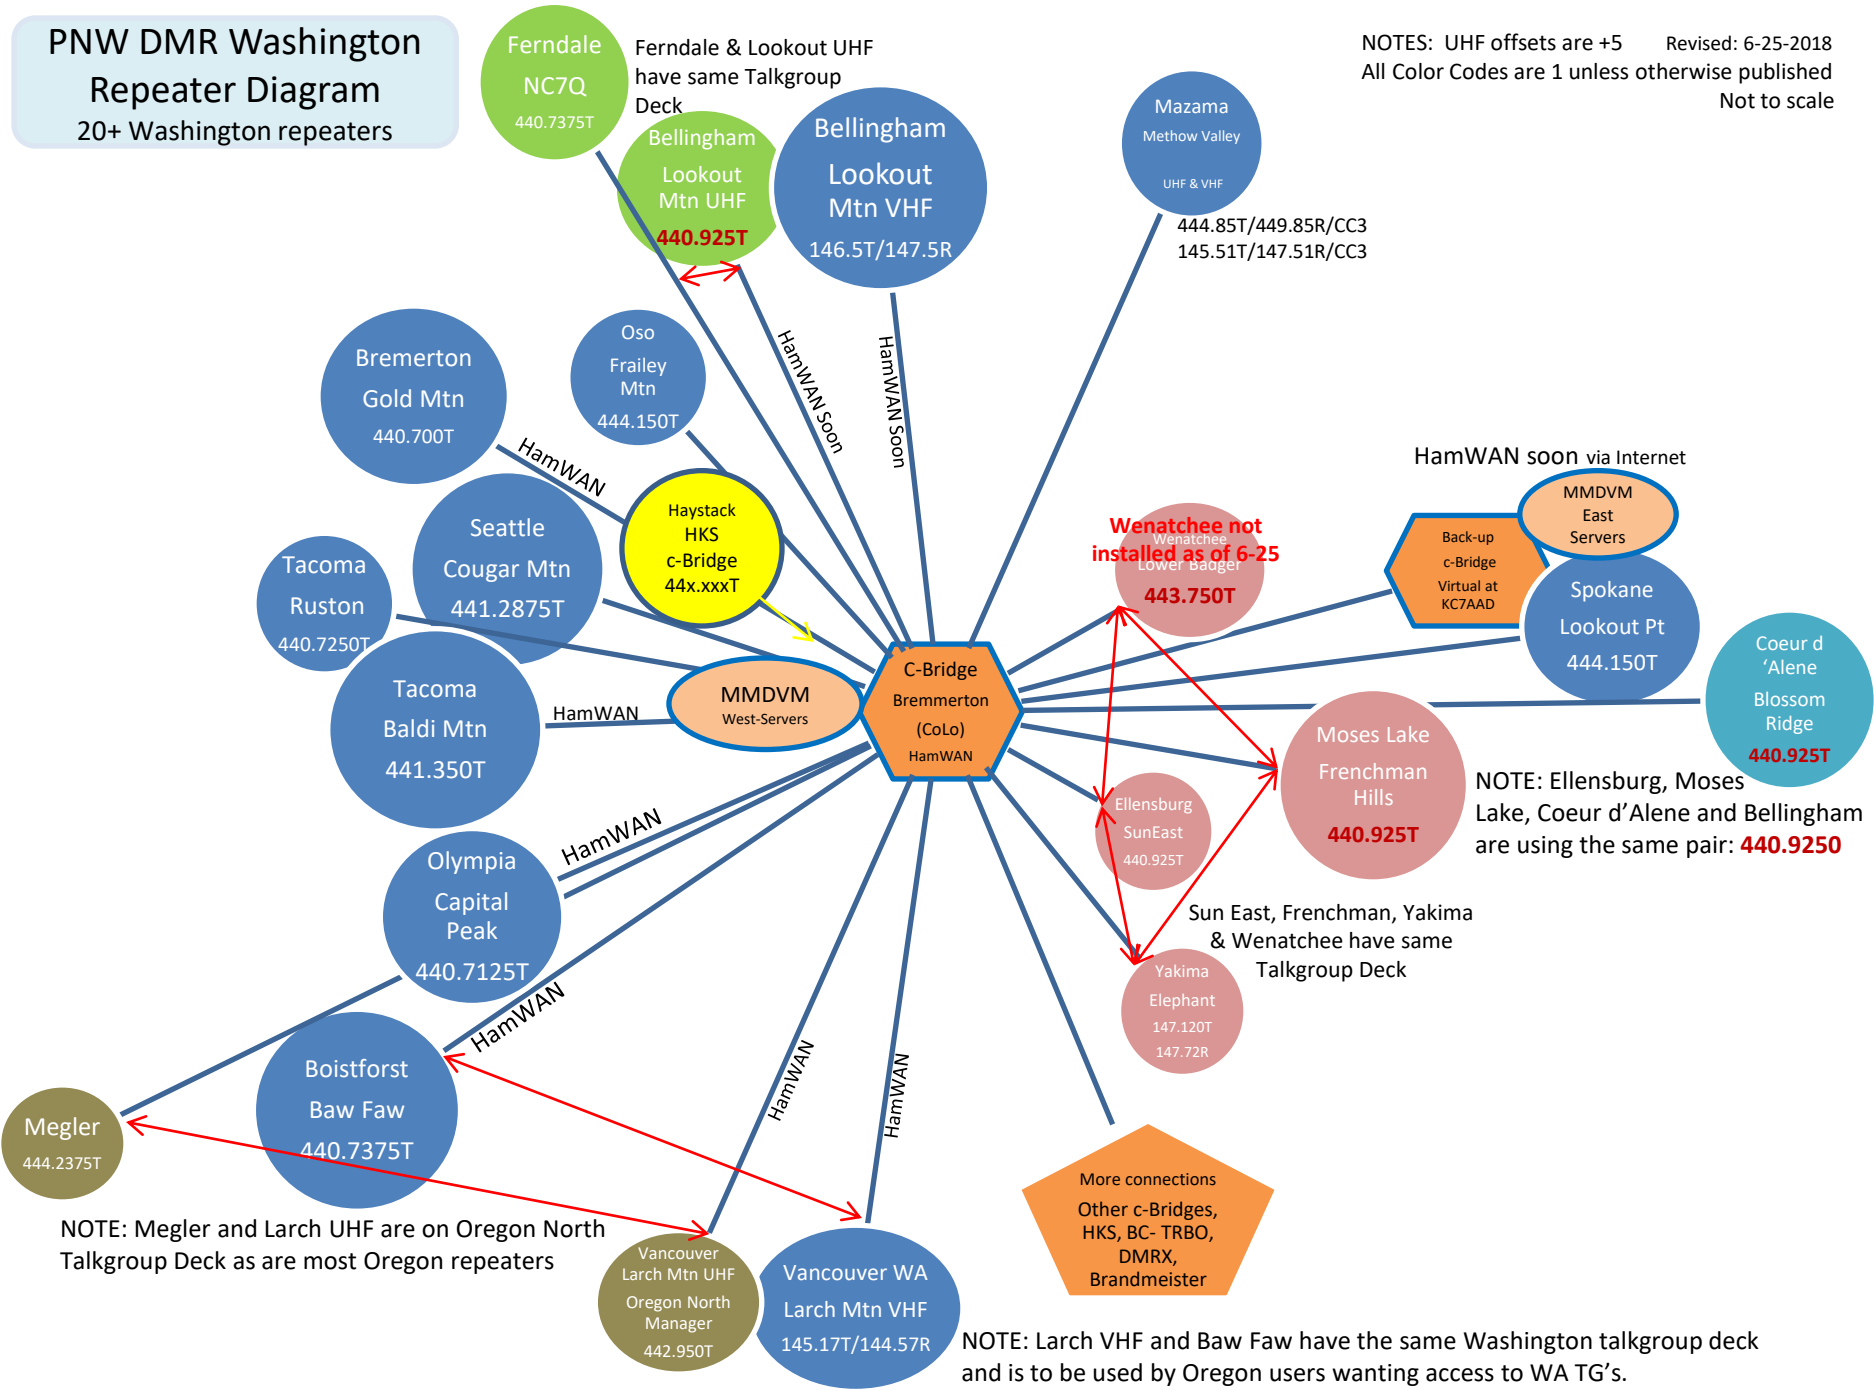 PNW DMR Washington
Repeater Diagram
20+ Washington repeaters
Ferndale
NC7Q
440.7375T
Ferndale & Lookout UHF
have same Talkgroup
Deck
NOTES: UHF offsets are +5 Revised: 6-25-2018
All Color Codes are 1 unless otherwise published
Not to scale
Bellingham
Lookout
Mtn UHF
440.925T
Bellingham
Lookout
Mtn VHF
146.5T/147.5R
Mazama
Methow Valley
UHF & VHF
444.85T/449.85R/CC3
145.51T/147.51R/CC3
HamWAN Soon
HamWAN Soon
Oso
Frailey
Mtn
444.150T
Bremerton
Gold Mtn
440.700T
HamWAN
Seattle
Cougar Mtn
441.2875T
Haystack
HKS
c-Bridge
44x.xxxT
Tacoma
Ruston
440.7250T
Tacoma
Baldi Mtn
441.350T
HamWAN
MMDVM
West-Servers
C-Bridge
Bremmerton
(CoLo)
HamWAN
Wenatchee not
installed as of 6-25
Wenatchee
Lower Badger
443.750T
HamWAN soon via Internet
MMDVM
East
Servers
Back-up
c-Bridge
Virtual at
KC7AAD
Spokane
Lookout Pt
444.150T
Coeur d
‘Alene
Blossom
Ridge
440.925T
Moses Lake
Frenchman
Hills
440.925T
NOTE: Ellensburg, Moses
Lake, Coeur d’Alene and Bellingham
are using the same pair: 440.9250
Ellensburg
SunEast
440.925T
Sun East, Frenchman, Yakima
& Wenatchee have same
Talkgroup Deck
Yakima
Elephant
147.120T
147.72R
Olympia
Capital
Peak
440.7125T
HamWAN
HamWAN
Boistforst
Baw Faw
440.7375T
Megler
444.2375T
HamWAN
HamWAN
NOTE: Megler and Larch UHF are on Oregon North
Talkgroup Deck as are most Oregon repeaters
Vancouver
Larch Mtn UHF
Oregon North
Manager
442.950T
Vancouver WA
Larch Mtn VHF
145.17T/144.57R
More connections
Other c-Bridges,
HKS, BC- TRBO,
DMRX,
Brandmeister
NOTE: Larch VHF and Baw Faw have the same Washington talkgroup deck
and is to be used by Oregon users wanting access to WA TG’s.